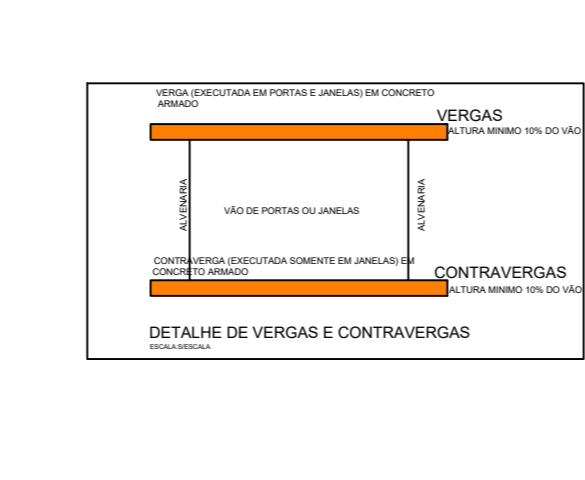 VERGA (EXECUTADA EM PORTAS E JANELAS) EM CONCRETO
ARMADO
VERGAS
ALTURA MINIMO 10% DO VÃO
ALVENARIA
VÃO DE PORTAS OU JANELAS
ALVENARIA
CONTRAVERGA (EXECUTADA SOMENTE EM JANELAS) EM
CONCRETO ARMADO
CONTRAVERGAS
ALTURA MINIMO 10% DO VÃO
DETALHE DE VERGAS E CONTRAVERGAS
ESCALA:S/ESCALA